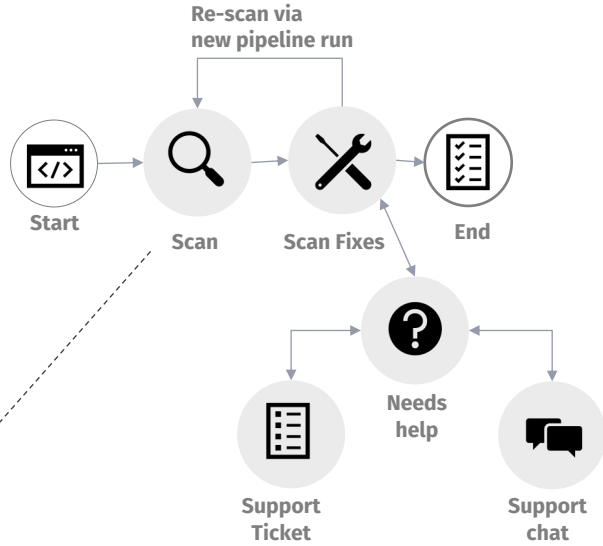 Re-scan via
new pipeline run
</>
Start
Scan
Scan Fixes
End
?
Needs
help
Support
Ticket
Support
chat